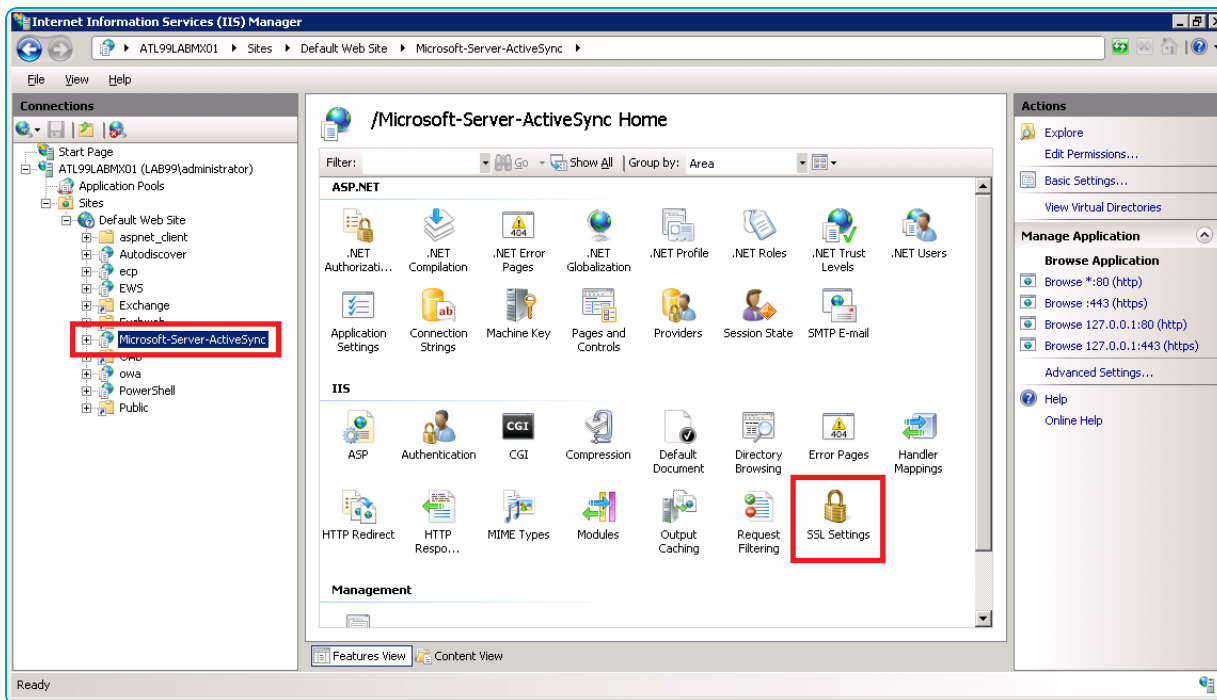 Internet Information Services (IIS) Manager
ATL99LABMX01 Sites Default Web Site Microsoft-Server-ActiveSync
File View Help
Connections
Start Page
ATL99LABMX01 (LAB99\administrator)
Application Pools
Sites
Default Web Site
aspnet_client
Autodiscover
ecp
EWS
Exchange
Microsoft-Server-ActiveSync
OAB
owa
PowerShell
Public
/Microsoft-Server-ActiveSync Home
Filter: Go Show All Group by: Area
ASP.NET
.NET Authorizati...
.NET Compilation
.NET Error Pages
.NET Globalization
.NET Profile
.NET Roles
.NET Trust Levels
.NET Users
Application Settings
Connection Strings
Machine Key
Pages and Controls
Providers
Session State
SMTP E-mail
IIS
ASP
Authentication
CGI
Compression
Default Document
Directory Browsing
Error Pages
Handler Mappings
HTTP Redirect
HTTP Respo...
MIME Types
Modules
Output Caching
Request Filtering
SSL Settings
Management
Features View Content View
Actions
Explore
Edit Permissions...
Basic Settings...
View Virtual Directories
Manage Application
Browse Application
Browse *:80 (http)
Browse :443 (https)
Browse 127.0.0.1:80 (http)
Browse 127.0.0.1:443 (https)
Advanced Settings...
Help
Online Help
Ready